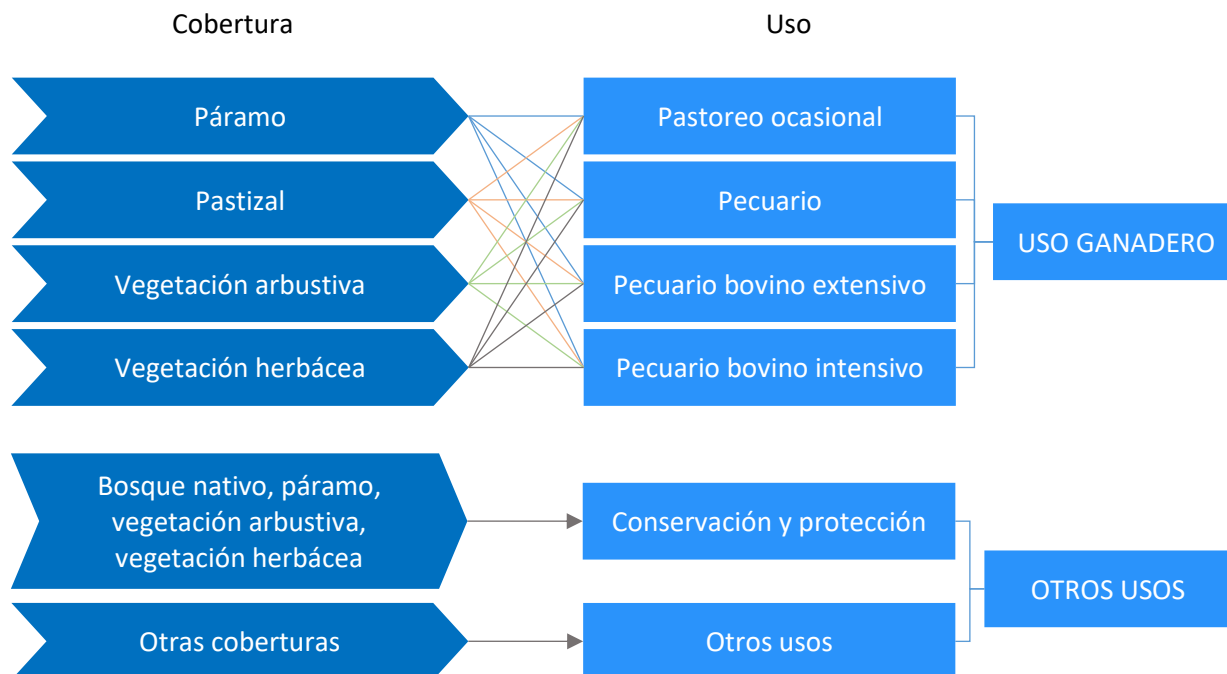 Cobertura
Uso
Páramo
Pastoreo ocasional
Pastizal
Pecuario
USO GANADERO
Vegetación arbustiva
Pecuario bovino extensivo
Vegetación herbácea
Pecuario bovino intensivo
Bosque nativo, páramo,
vegetación arbustiva,
vegetación herbácea
Conservación y protección
OTROS USOS
Otras coberturas
Otros usos